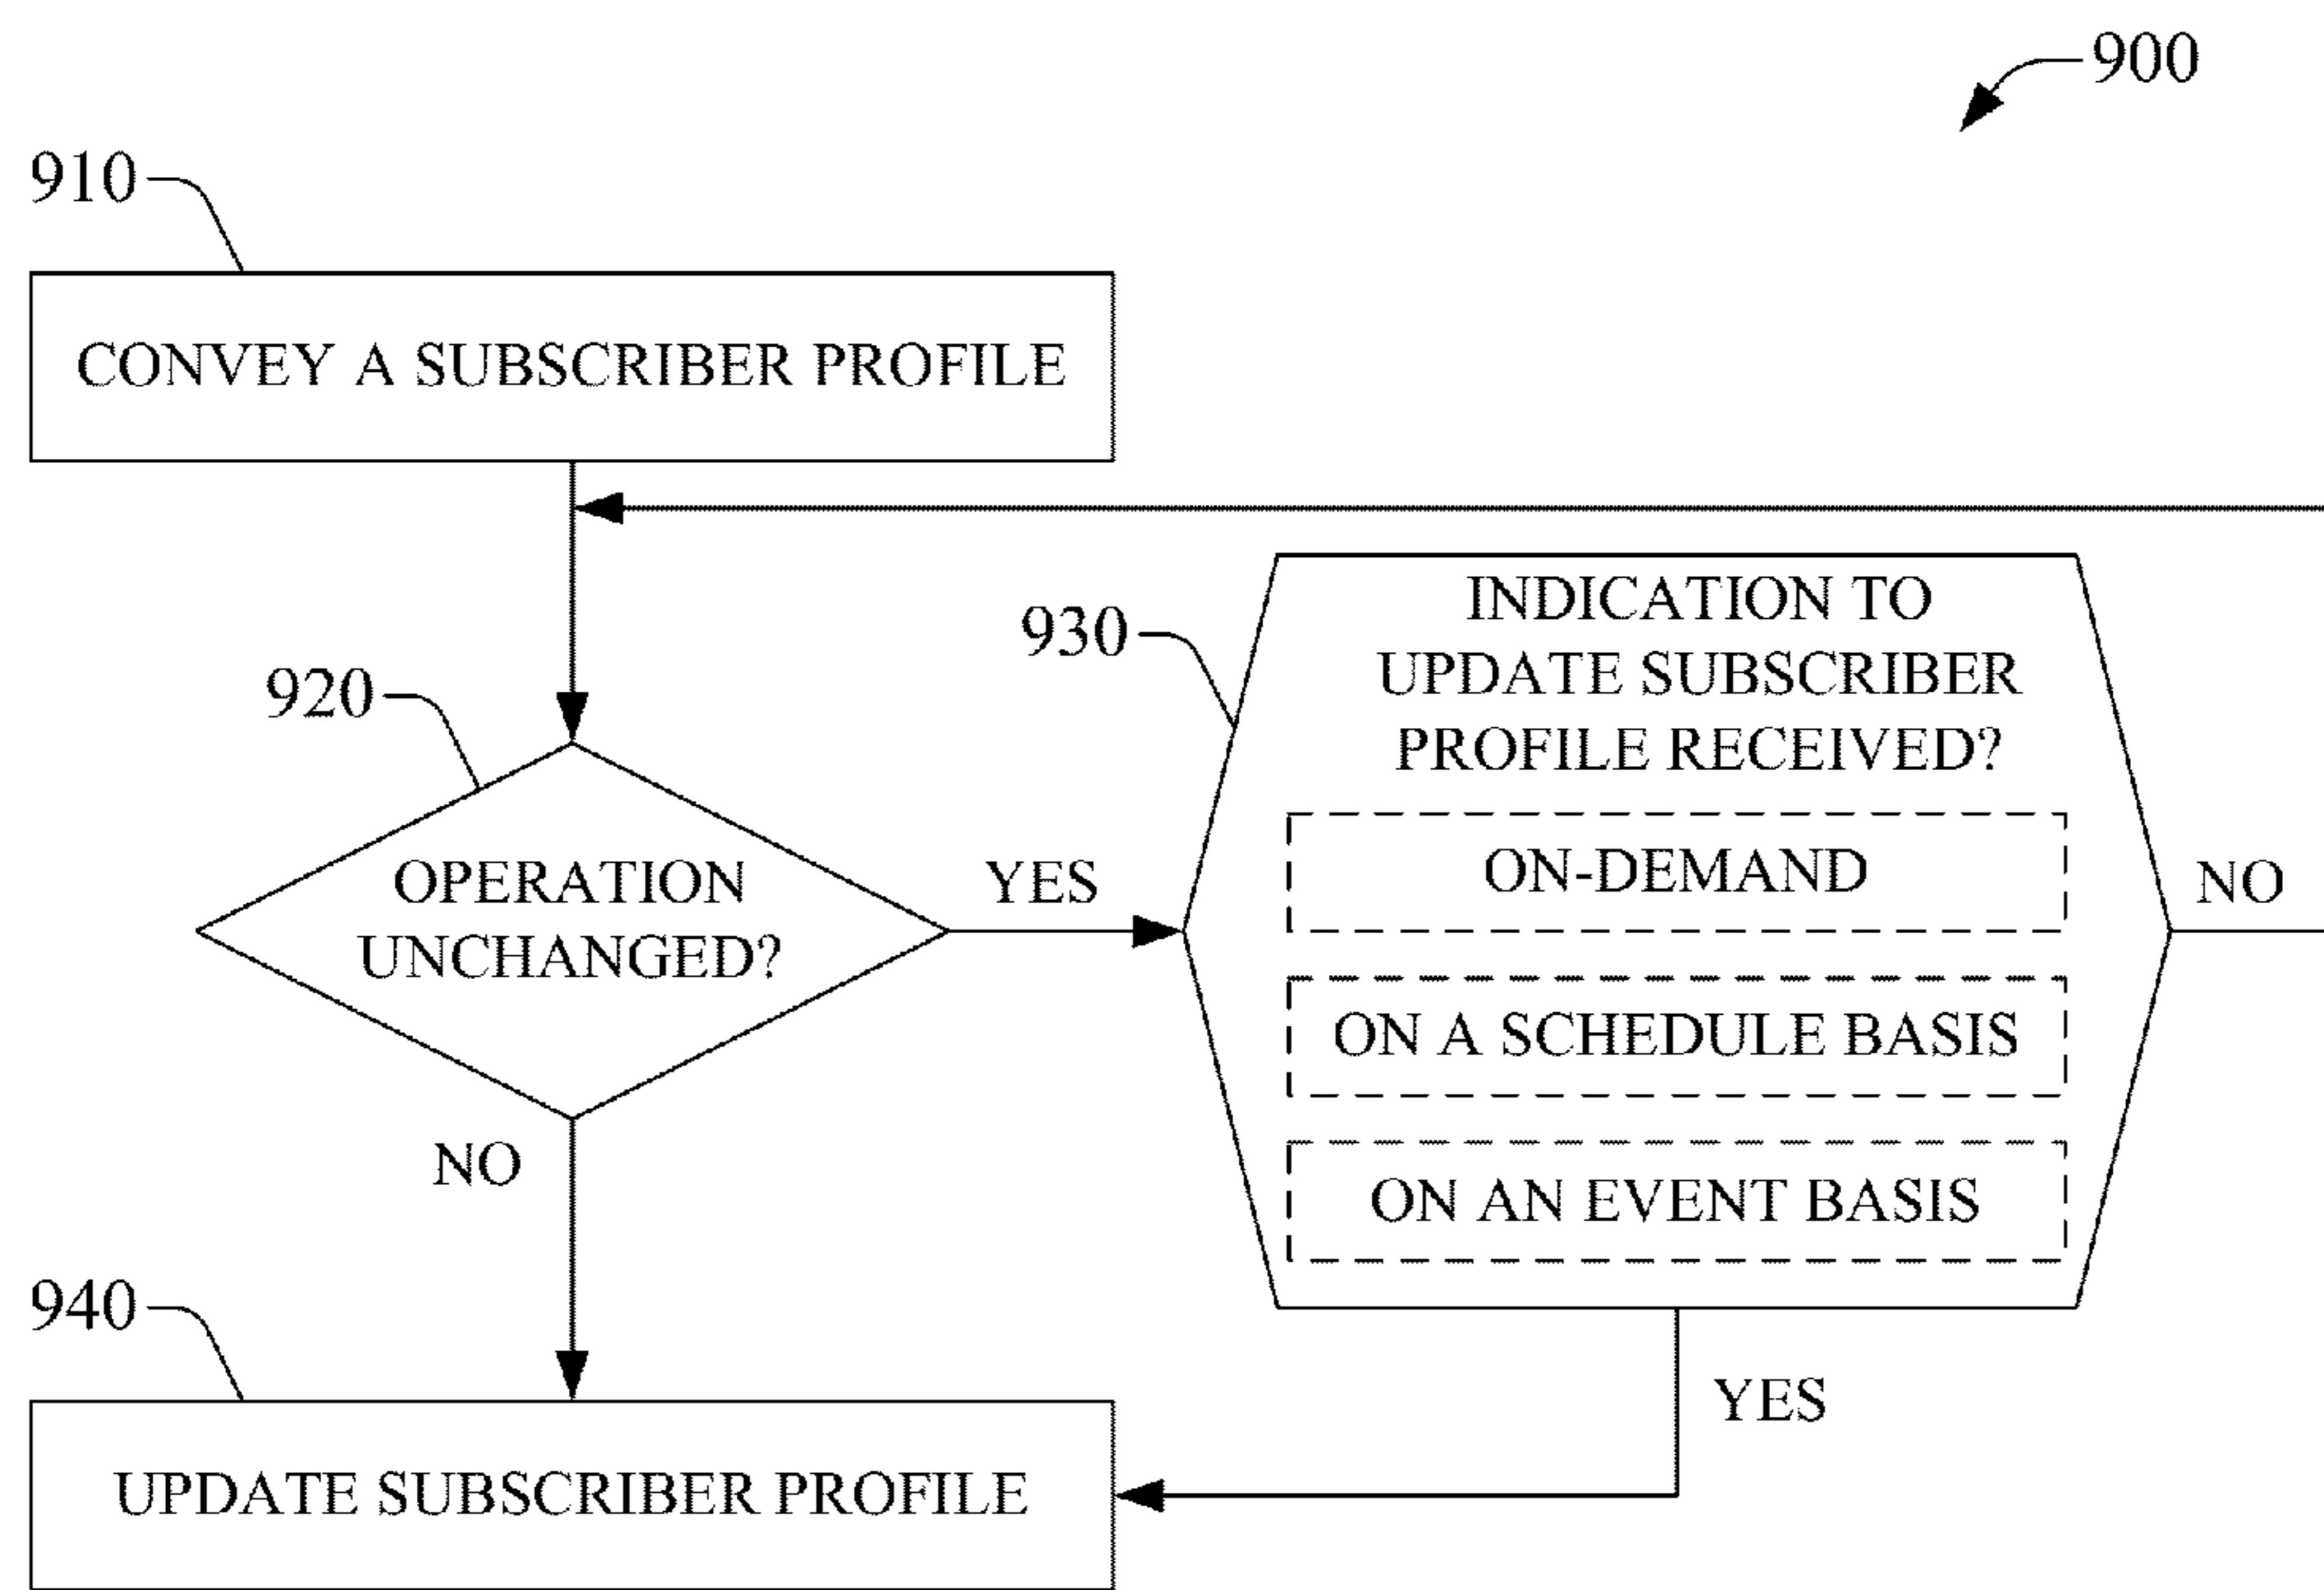 900
910
CONVEY A SUBSCRIBER PROFILE
930
INDICATION TO
UPDATE SUBSCRIBER
PROFILE RECEIVED?
920
OPERATION
UNCHANGED?
YES
ON-DEMAND
NO
ON A SCHEDULE BASIS
ON AN EVENT BASIS
NO
940
YES
UPDATE SUBSCRIBER PROFILE